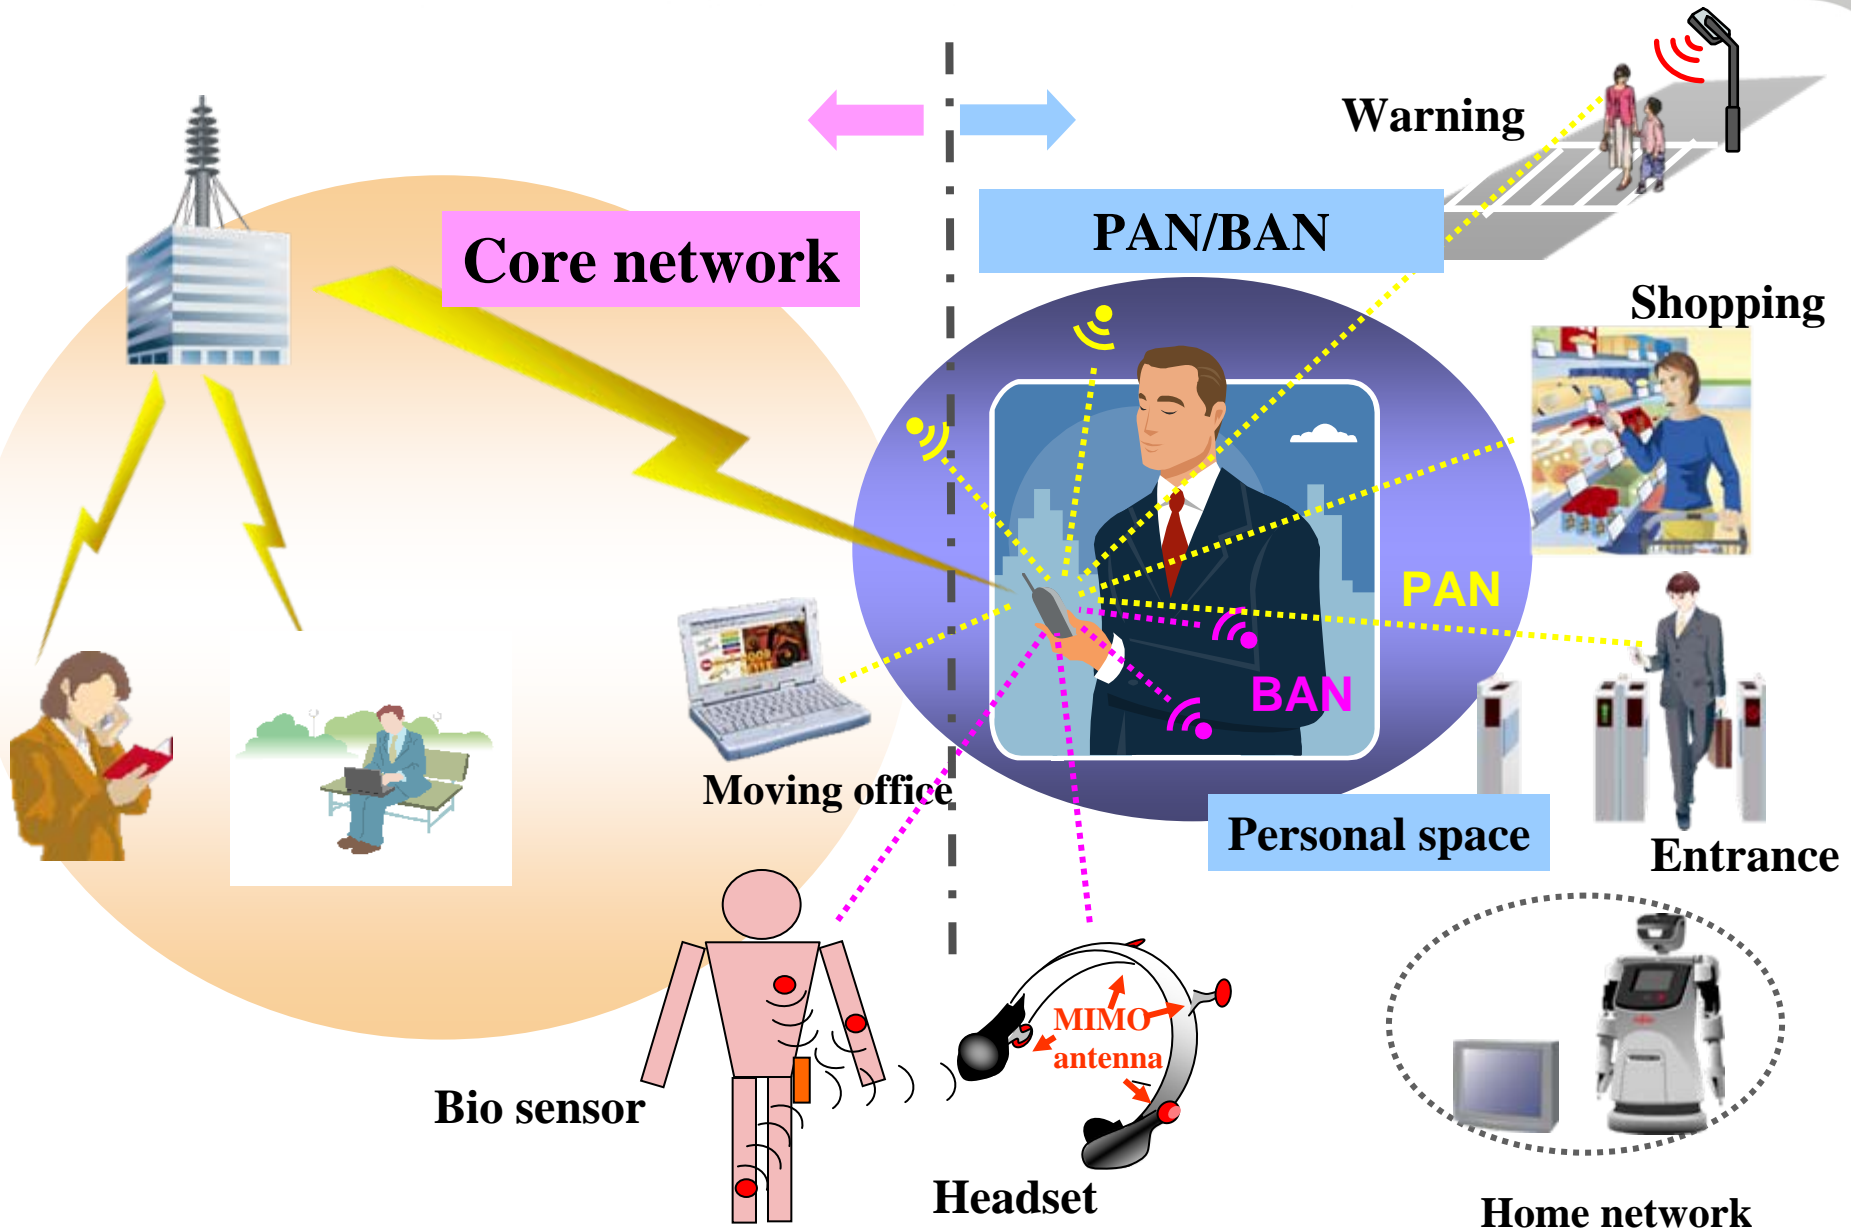 Warning
Core network
PAN/BAN
Shopping
PAN
BAN
Moving office
Personal space
Entrance
MIMO
antenna
Bio sensor
Headset
Home network